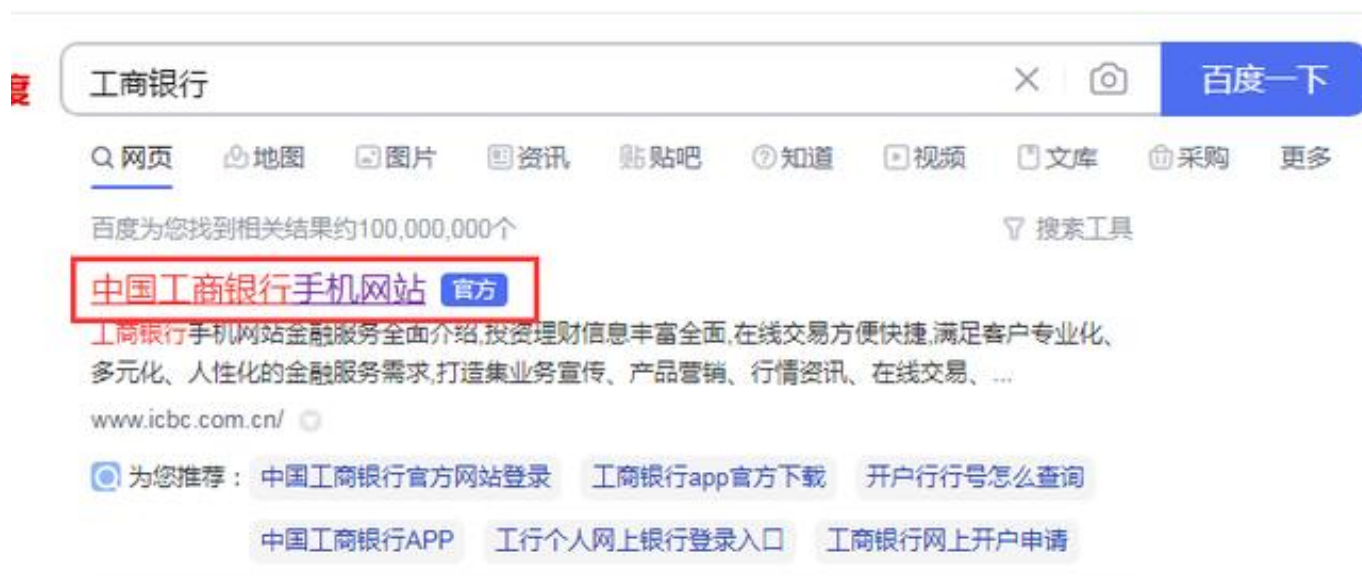 度
工商银行
百度一下
网页 地图 图片 资讯 贴吧 知道 视频 文库 采购 更多
百度为您找到相关结果约100,000,000个 搜索工具
中国工商银行手机网站 官方
工商银行手机网站金融服务全面介绍,投资理财信息丰富全面,在线交易方便快捷,满足客户专业化、
多元化、人性化的金融服务需求,打造集业务宣传、产品营销、行情资讯、在线交易、...
www.icbc.com.cn/
为您推荐： 中国工商银行官方网站登录 工商银行app官方下载 开户行行号怎么查询
中国工商银行APP 工行个人网上银行登录入口 工商银行网上开户申请